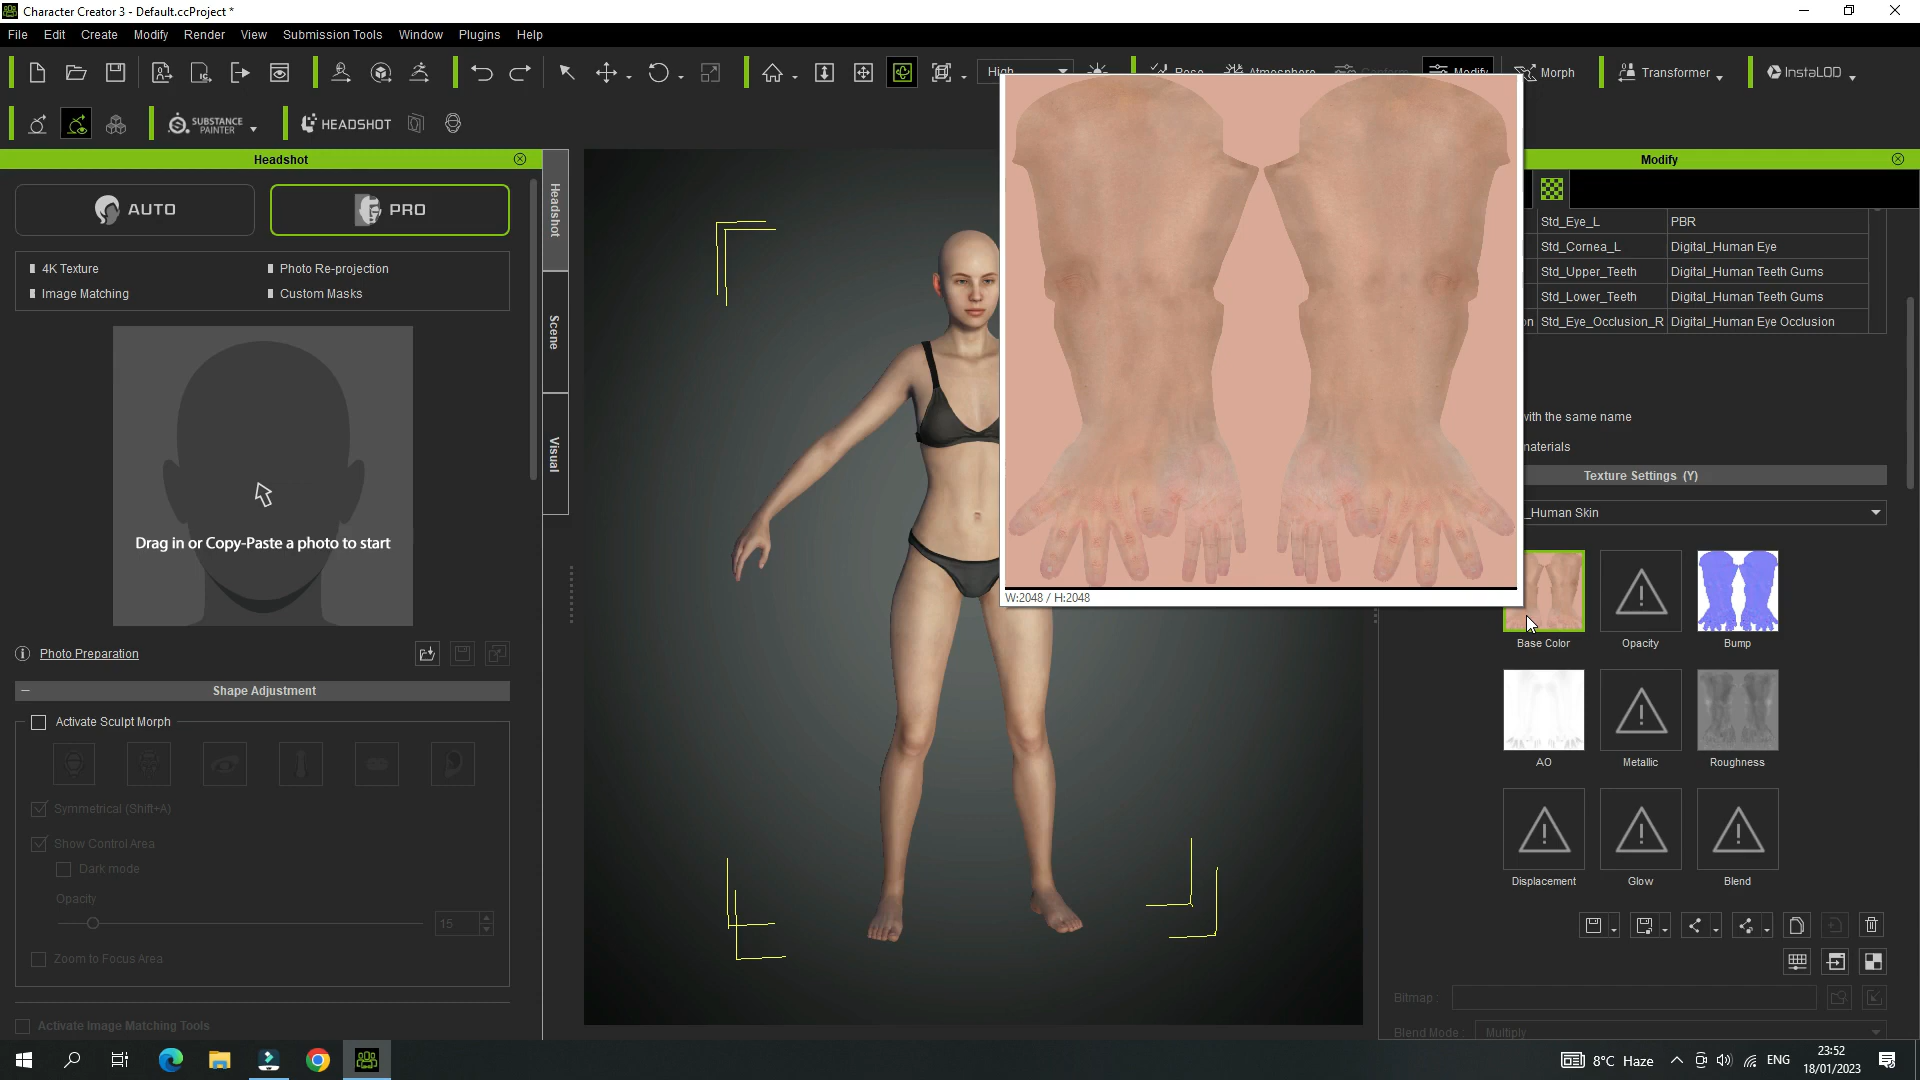 Character Creator 3 - Default.ccProject *
File Edit Create Modify Render View Submission Tools Window Plugins Help
High Pose Atmosphere Modify Morph Transformer InstaLOD
SUBSTANCE PAINTER HEADSHOT
Headshot
Modify
AUTO
PRO
4K Texture
Photo Re-projection
Image Matching
Custom Masks
Drag in or Copy-Paste a photo to start
Photo Preparation
Shape Adjustment
Activate Sculpt Morph
Symmetrical (Shift+A)
Show Control Area
Dark mode
Opacity
15
Zoom to Focus Area
Activate Image Matching Tools
Headshot
Scene
Visual
W:2048 / H:2048
Std_Eye_L PBR
Std_Cornea_L Digital_Human Eye
Std_Upper_Teeth Digital_Human Teeth Gums
Std_Lower_Teeth Digital_Human Teeth Gums
on Std_Eye_Occlusion_R Digital_Human Eye Occlusion
with the same name
materials
Texture Settings (Y)
_Human Skin
Base Color Opacity Bump
AO Metallic Roughness
Displacement Glow Blend
Bitmap :
Blend Mode : Multiply
8°C Haze ENG 23:52
18/01/2023